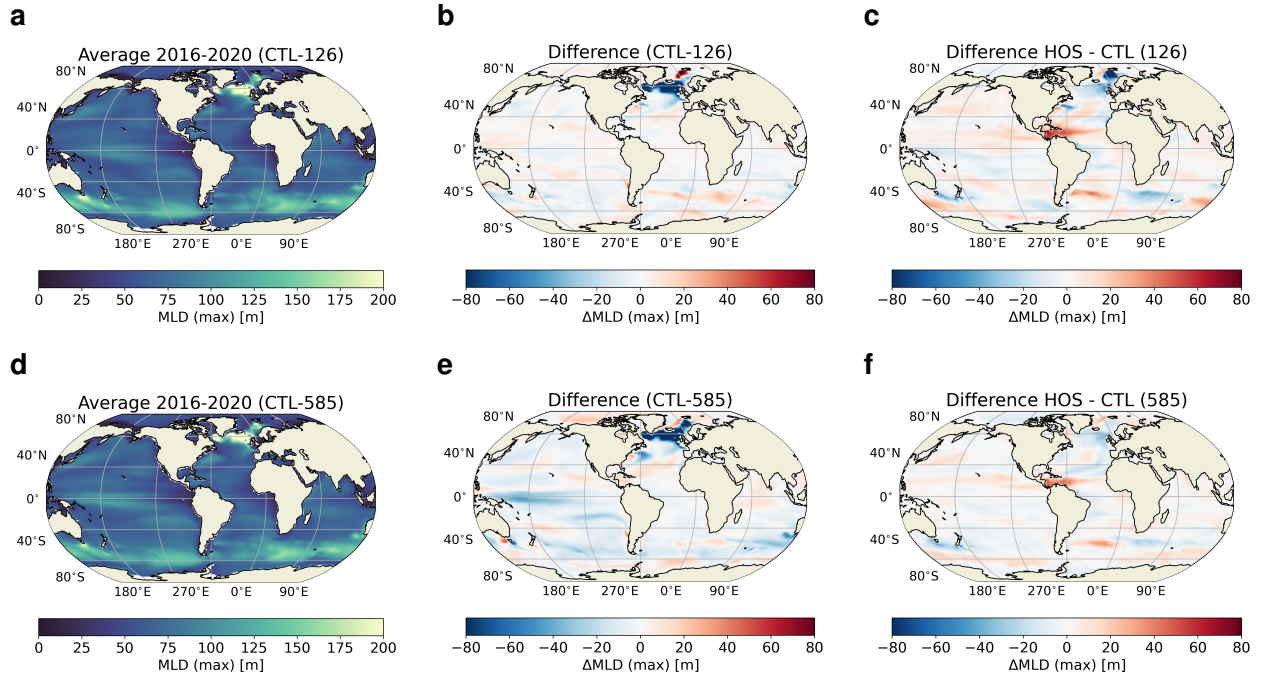 a b c
Average 2016-2020 (CTL-126) Difference (CTL-126) Difference HOS - CTL (126)
80°N 80°N 80°N
40°N 40°N 40°N
0° 0° 0°
40°S 40°S 40°S
80°S 80°S 80°S
180°E 270°E 0°E 90°E 180°E 270°E 0°E 90°E 180°E 270°E 0°E 90°E
0 25 50 75 100 125 150 175 200 −80 −60 −40 −20 0 20 40 60 80 −80 −60 −40 −20 0 20 40 60 80
MLD (max) [m] ΔMLD (max) [m] ΔMLD (max) [m]
d e f
Average 2016-2020 (CTL-585) Difference (CTL-585) Difference HOS - CTL (585)
80°N 80°N 80°N
40°N 40°N 40°N
0° 0° 0°
40°S 40°S 40°S
80°S 80°S 80°S
180°E 270°E 0°E 90°E 180°E 270°E 0°E 90°E 180°E 270°E 0°E 90°E
0 25 50 75 100 125 150 175 200 −80 −60 −40 −20 0 20 40 60 80 −80 −60 −40 −20 0 20 40 60 80
MLD (max) [m] ΔMLD (max) [m] ΔMLD (max) [m]